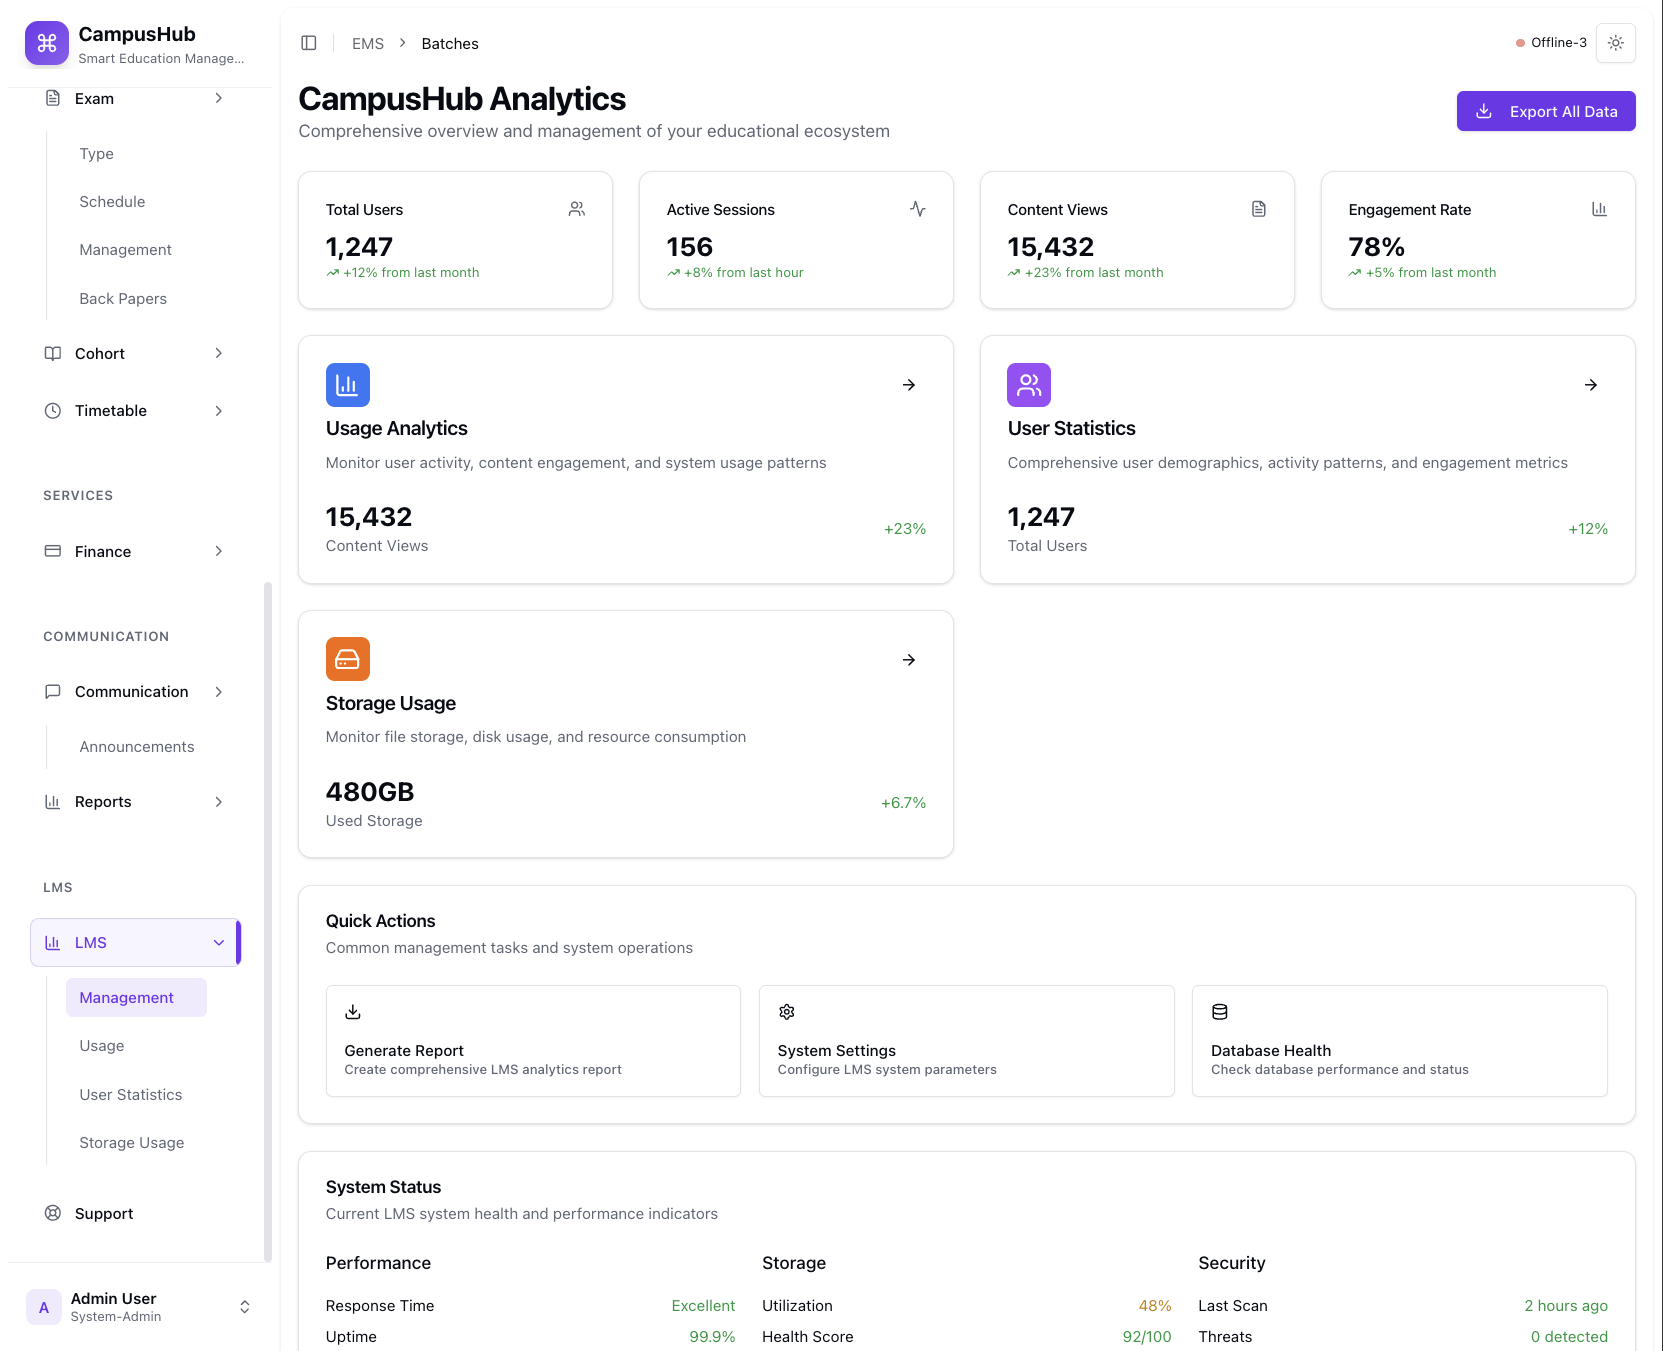 CampusHub
Smart Education Manage...
Exam
Type
Schedule
Management
Back Papers
Cohort
Timetable
SERVICES
Finance
COMMUNICATION
Communication
Announcements
Reports
LMS
LMS
Management
Usage
User Statistics
Storage Usage
Support
A
Admin User
System-Admin
EMS > Batches
Offline-3
CampusHub Analytics
Comprehensive overview and management of your educational ecosystem
Export All Data
Total Users
1,247
+12% from last month
Active Sessions
156
+8% from last hour
Content Views
15,432
+23% from last month
Engagement Rate
78%
+5% from last month
Usage Analytics
Monitor user activity, content engagement, and system usage patterns
15,432
Content Views
+23%
User Statistics
Comprehensive user demographics, activity patterns, and engagement metrics
1,247
Total Users
+12%
Storage Usage
Monitor file storage, disk usage, and resource consumption
480GB
Used Storage
+6.7%
Quick Actions
Common management tasks and system operations
Generate Report
Create comprehensive LMS analytics report
System Settings
Configure LMS system parameters
Database Health
Check database performance and status
System Status
Current LMS system health and performance indicators
Performance
Response Time Excellent
Uptime 99.9%
Storage
Utilization 48%
Health Score 92/100
Security
Last Scan 2 hours ago
Threats 0 detected